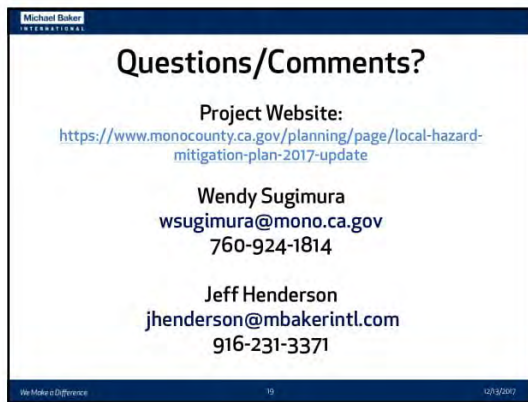 Michael Baker
INTERNATIONAL
Questions/Comments?
Project Website:
https://www.monocounty.ca.gov/planning/page/local-hazard-
mitigation-plan-2017-update
Wendy Sugimura
wsugimura@mono.ca.gov
760-924-1814
Jeff Henderson
jhenderson@mbakerintl.com
916-231-3371
We Make a Difference
19
12/13/2017